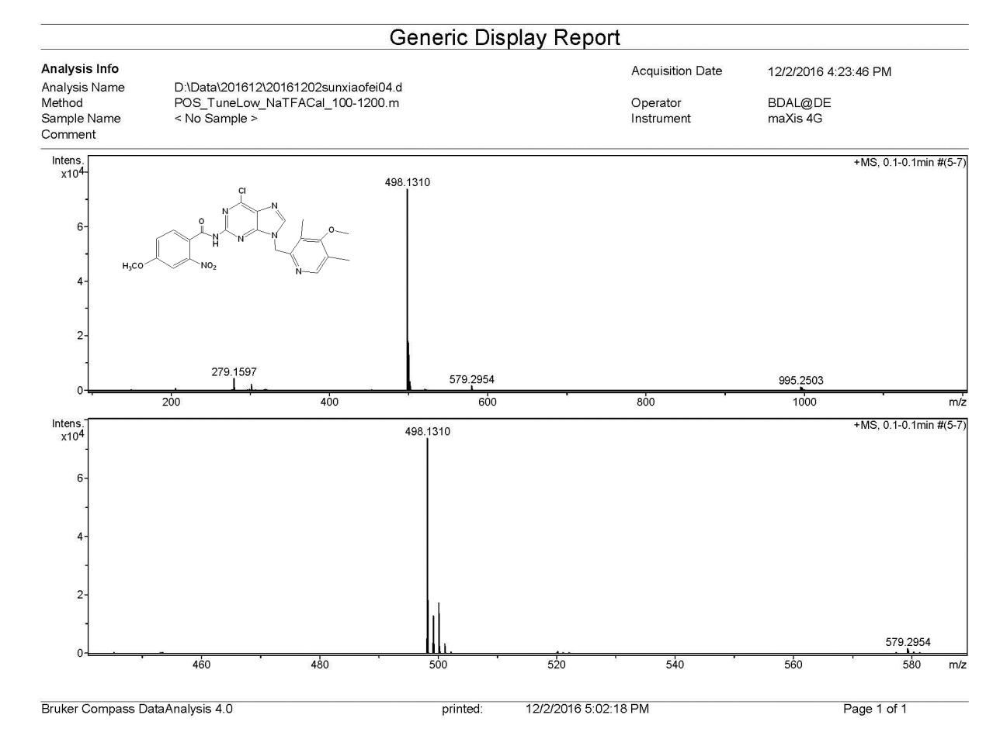 Generic Display Report
Analysis Info
Acquisition Date 12/2/2016 4:23:46 PM
Analysis Name D:\Data\201612\20161202sunxiaofei04.d
Method POS_TuneLow_NaTFACal_100-1200.m
Operator BDAL@DE
Sample Name < No Sample >
Instrument maXis 4G
Comment
Intens.
x10⁴
+MS, 0.1-0.1min #(5-7)
498.1310
Cl
N
N
O
N
H
N
N
O
N
H₃CO
NO₂
6
4
2
0
279.1597
579.2954
995.2503
200 400 600 800 1000 m/z
Intens.
x10⁴
+MS, 0.1-0.1min #(5-7)
498.1310
6
4
2
0
579.2954
460 480 500 520 540 560 580 m/z
Bruker Compass DataAnalysis 4.0 printed: 12/2/2016 5:02:18 PM Page 1 of 1